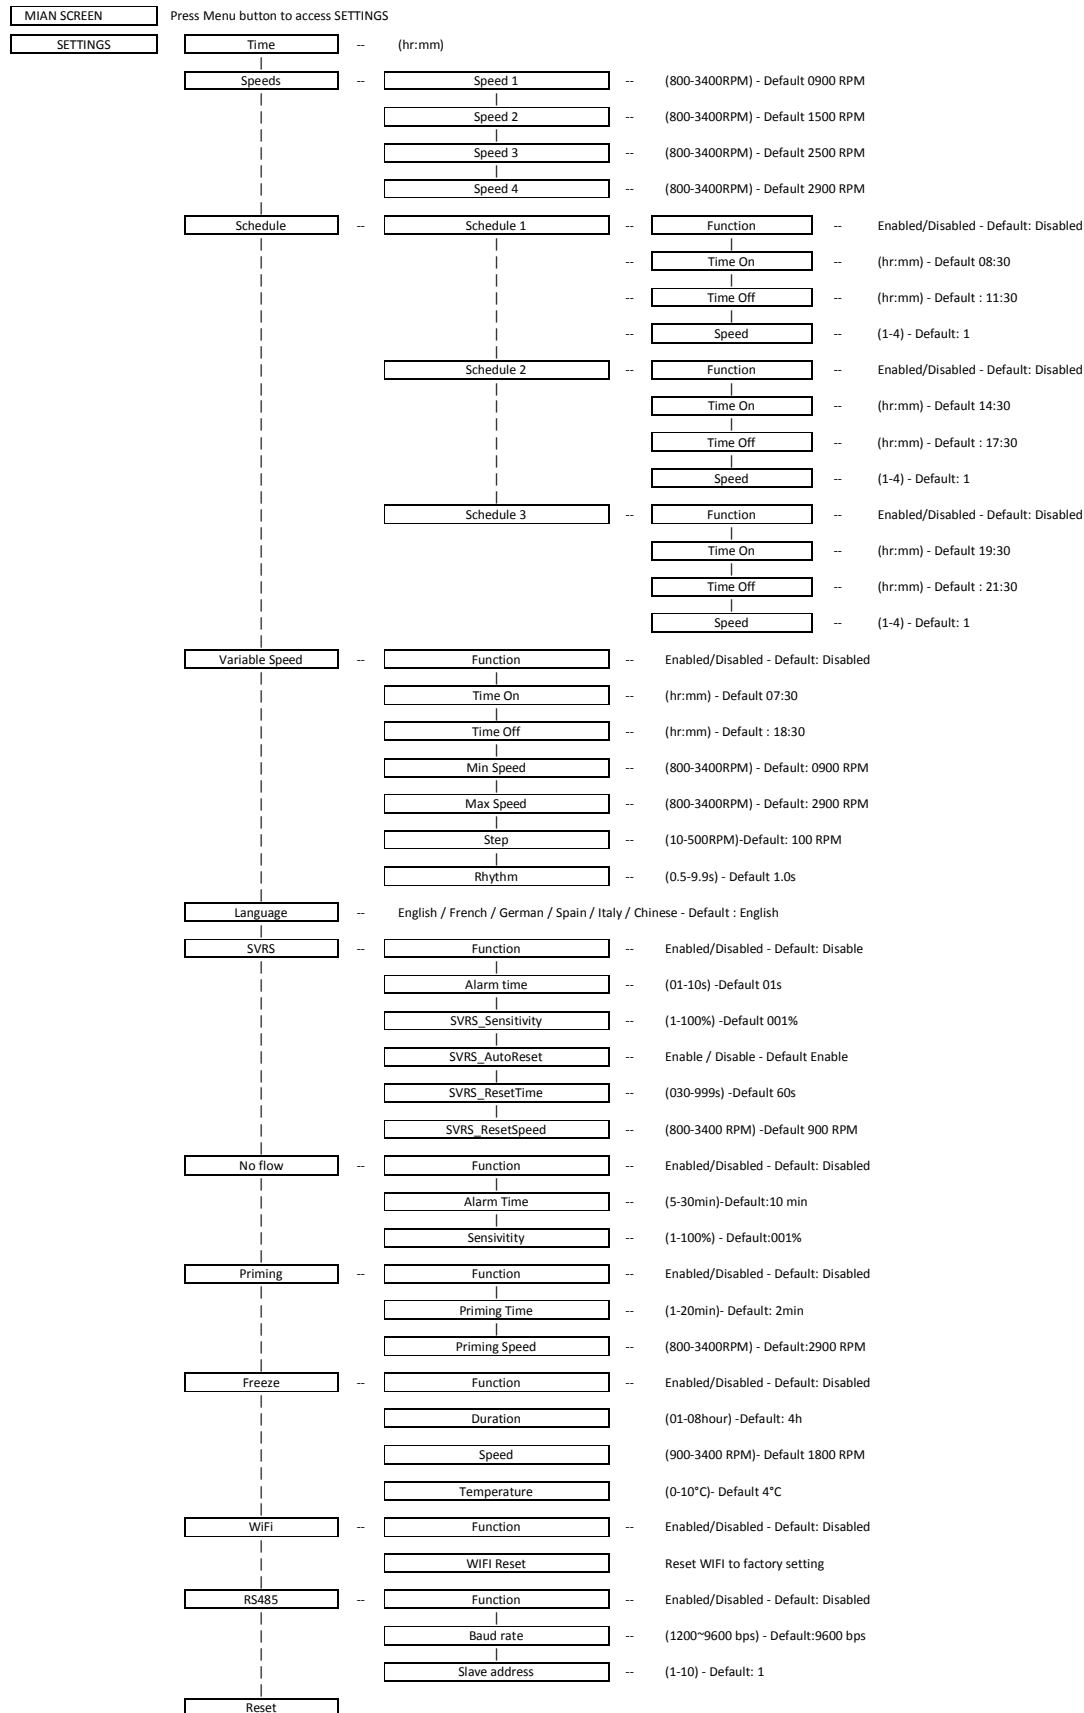 MIAN SCREEN Press Menu button to access SETTINGS
SETTINGS Time -- (hr:mm)
Speeds -- Speed 1 -- (800-3400RPM) - Default 0900 RPM
Speed 2 -- (800-3400RPM) - Default 1500 RPM
Speed 3 -- (800-3400RPM) - Default 2500 RPM
Speed 4 -- (800-3400RPM) - Default 2900 RPM
Schedule -- Schedule 1 -- Function -- Enabled/Disabled - Default: Disabled
-- Time On -- (hr:mm) - Default 08:30
-- Time Off -- (hr:mm) - Default : 11:30
-- Speed -- (1-4) - Default: 1
Schedule 2 -- Function -- Enabled/Disabled - Default: Disabled
Time On -- (hr:mm) - Default 14:30
Time Off -- (hr:mm) - Default : 17:30
Speed -- (1-4) - Default: 1
Schedule 3 -- Function -- Enabled/Disabled - Default: Disabled
Time On -- (hr:mm) - Default 19:30
Time Off -- (hr:mm) - Default : 21:30
Speed -- (1-4) - Default: 1
Variable Speed -- Function -- Enabled/Disabled - Default: Disabled
Time On -- (hr:mm) - Default 07:30
Time Off -- (hr:mm) - Default : 18:30
Min Speed -- (800-3400RPM) - Default: 0900 RPM
Max Speed -- (800-3400RPM) - Default: 2900 RPM
Step -- (10-500RPM)-Default: 100 RPM
Rhythm -- (0.5-9.9s) - Default 1.0s
Language -- English / French / German / Spain / Italy / Chinese - Default : English
SVRS -- Function -- Enabled/Disabled - Default: Disable
Alarm time -- (01-10s) -Default 01s
SVRS_Sensitivity -- (1-100%) -Default 001%
SVRS_AutoReset -- Enable / Disable - Default Enable
SVRS_ResetTime -- (030-999s) -Default 60s
SVRS_ResetSpeed -- (800-3400 RPM) -Default 900 RPM
No flow -- Function -- Enabled/Disabled - Default: Disabled
Alarm Time -- (5-30min)-Default:10 min
Sensivitity -- (1-100%) - Default:001%
Priming -- Function -- Enabled/Disabled - Default: Disabled
Priming Time -- (1-20min)- Default: 2min
Priming Speed -- (800-3400RPM) - Default:2900 RPM
Freeze -- Function -- Enabled/Disabled - Default: Disabled
Duration (01-08hour) -Default: 4h
Speed (900-3400 RPM)- Default 1800 RPM
Temperature (0-10°C)- Default 4°C
WiFi -- Function -- Enabled/Disabled - Default: Disabled
WIFI Reset Reset WIFI to factory setting
RS485 -- Function -- Enabled/Disabled - Default: Disabled
Baud rate -- (1200~9600 bps) - Default:9600 bps
Slave address -- (1-10) - Default: 1
Reset